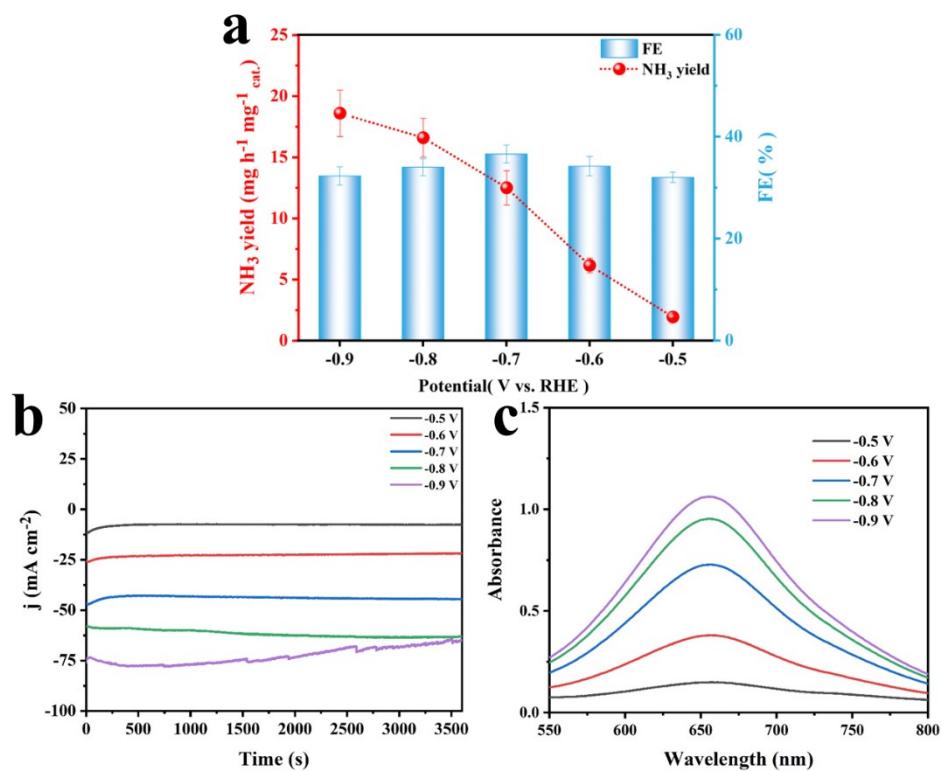 a
25
20
15
10
5
0
NH₃ yield (mg h⁻¹ mg⁻¹ cat.)
FE
NH₃ yield
60
40
20
0
FE( % )
-0.9 -0.8 -0.7 -0.6 -0.5
Potential( V vs. RHE )
b
50
25
0
-25
-50
-75
-100
j (mA cm⁻²)
-0.5 V
-0.6 V
-0.7 V
-0.8 V
-0.9 V
0 500 1000 1500 2000 2500 3000 3500
Time (s)
c
1.5
1.0
0.5
0.0
Absorbance
-0.5 V
-0.6 V
-0.7 V
-0.8 V
-0.9 V
550 600 650 700 750 800
Wavelength (nm)